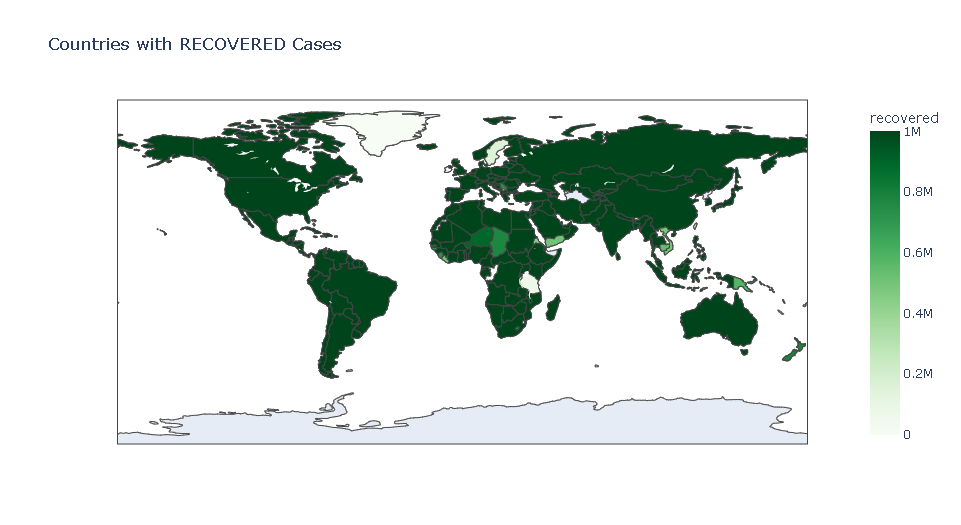 Countries with RECOVERED Cases
recovered
1M
0.8M
0.6M
0.4M
0.2M
0